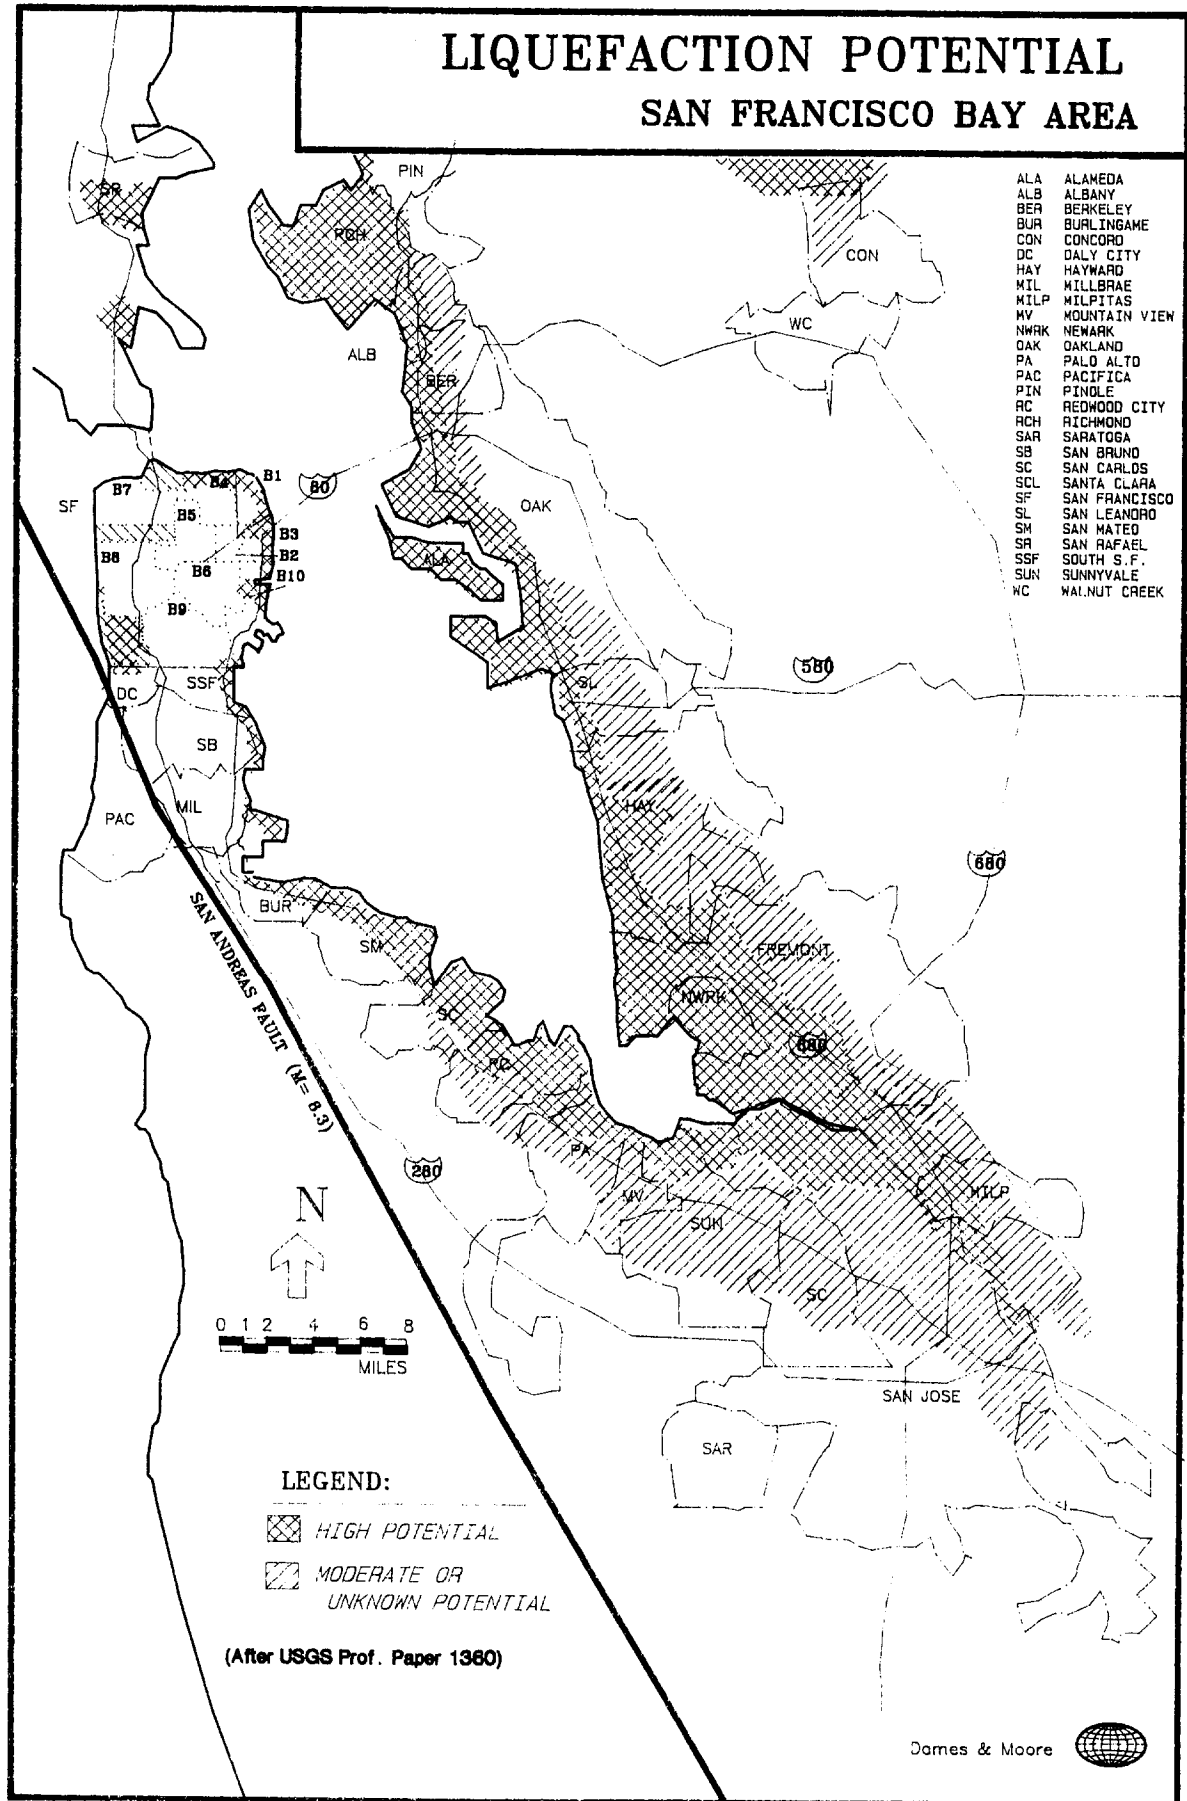 LIQUEFACTION POTENTIAL
SAN FRANCISCO BAY AREA
ALA ALAMEDA
ALB ALBANY
BER BERKELEY
BUR BURLINGAME
CON CONCORD
DC DALY CITY
HAY HAYWARD
MIL MILLBRAE
MILP MILPITAS
MV MOUNTAIN VIEW
NWRK NEWARK
OAK OAKLAND
PA PALO ALTO
PAC PACIFICA
PIN PINOLE
RC REDWOOD CITY
RCH RICHMOND
SAR SARATOGA
SB SAN BRUNO
SC SAN CARLOS
SCL SANTA CLARA
SF SAN FRANCISCO
SL SAN LEANDRO
SM SAN MATEO
SR SAN RAFAEL
SSF SOUTH S.F.
SUN SUNNYVALE
WC WALNUT CREEK
PIN
SR
RCH
CON
WC
ALB
BER
B1
B4
B7
80
SF
B5
OAK
B3
B8
B2
ALA
B6
B10
B9
580
SSF
SL
DC
SB
HAY
MIL
PAC
680
BUR
SM
FREMONT
NWRK
SC
680
RC
SAN ANDREAS FAULT (M= 8.3)
PA
280
MV
MILP
N
SUN
SC
0 1 2 4 6 8
MILES
SAN JOSE
SAR
LEGEND:
HIGH POTENTIAL
MODERATE OR
UNKNOWN POTENTIAL
(After USGS Prof. Paper 1360)
Dames & Moore